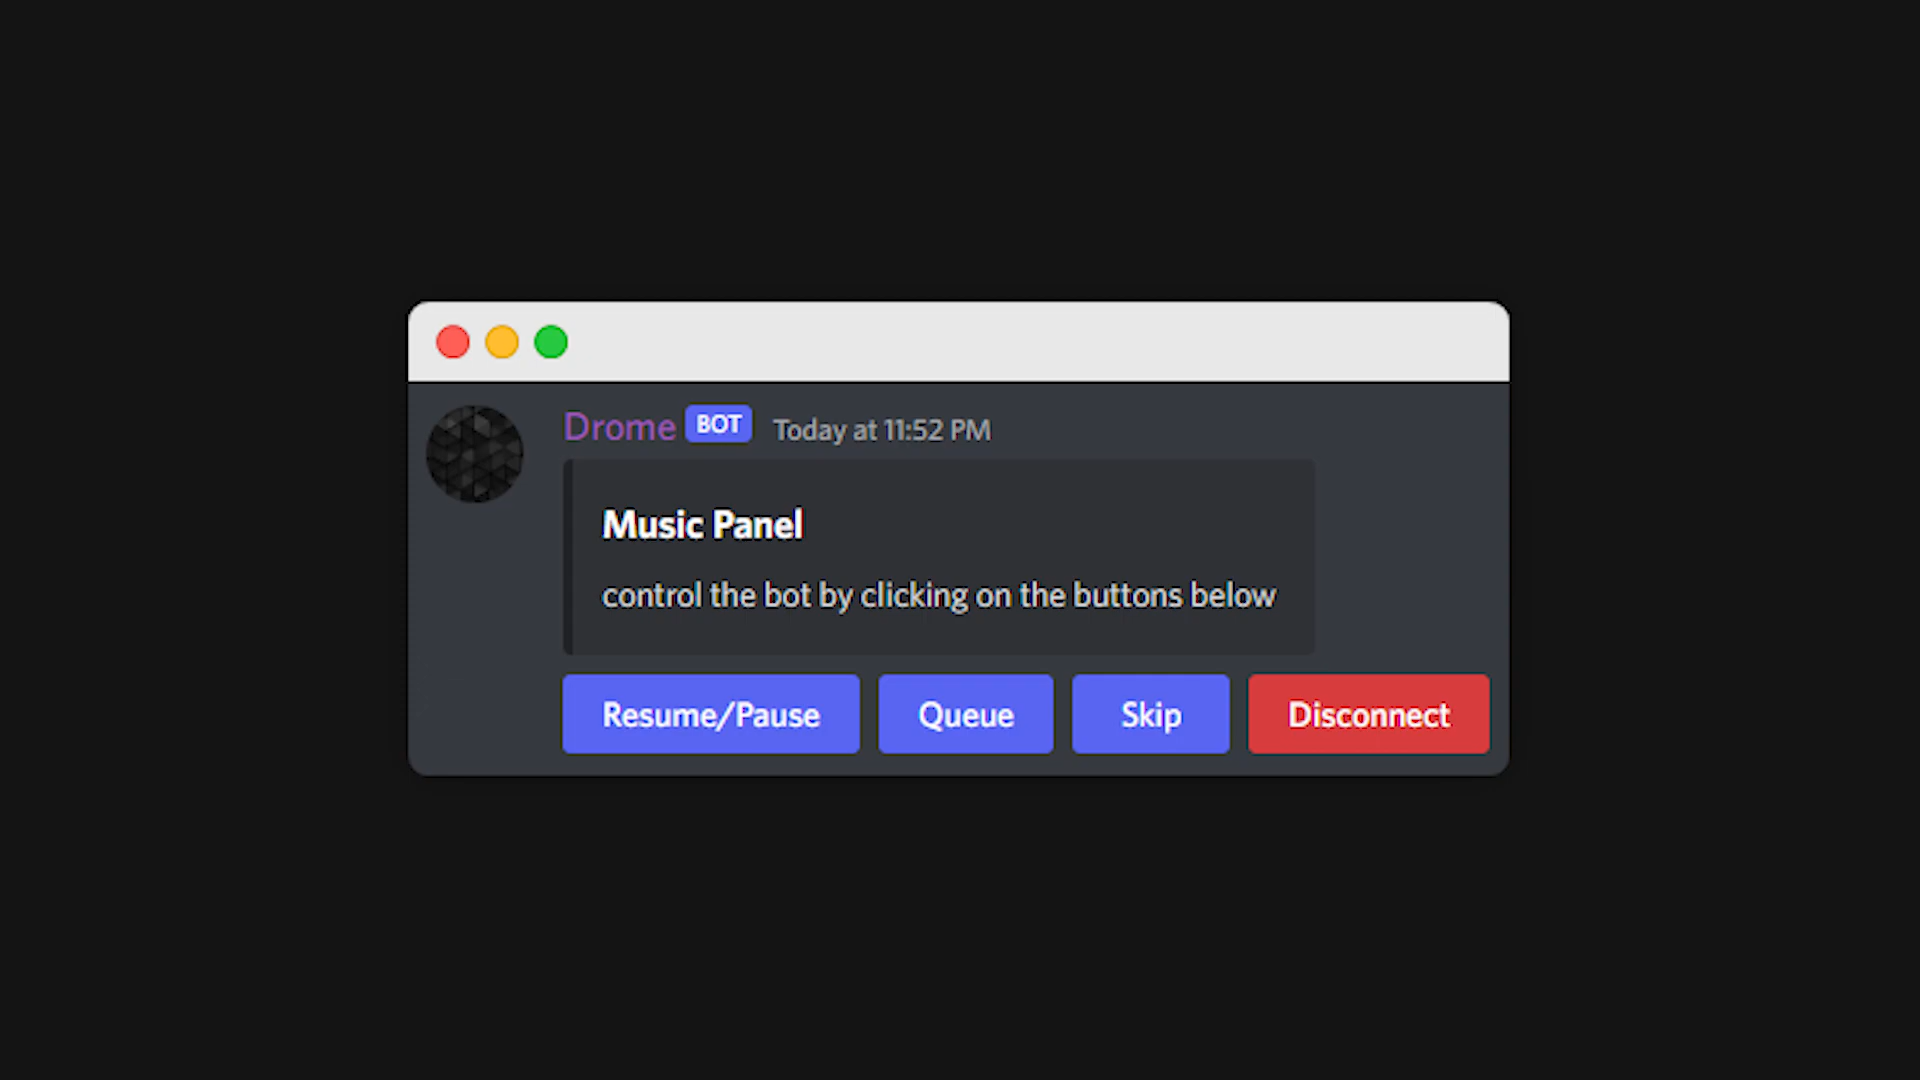 Drome BOT Today at 11:52 PM
Music Panel
control the bot by clicking on the buttons below
Resume/Pause Queue Skip Disconnect